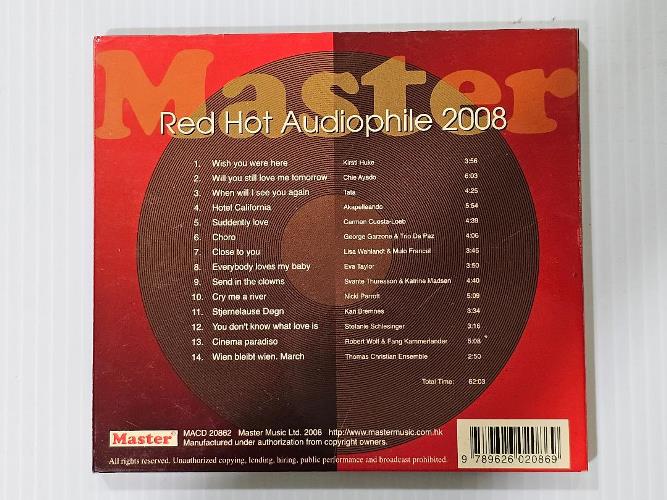 Master
Red Hot Audiophile 2008
1. Wish you were here Kirsti Huke 3:56
2. Will you still love me tomorrow Chie Ayado 6:03
3. When will I see you again Tata 4:25
4. Hotel California Akapelleando 5:54
5. Suddently love Carmen Cuesta-Loeb 4:39
6. Choro George Garzone & Trio Da Paz 4:06
7. Close to you Lisa Wahlandt & Mulo Francel 3:45
8. Everybody loves my baby Eva Taylor 3:50
9. Send in the clowns Svante Thuresson & Katrine Madsen 4:40
10. Cry me a river Nicki Parrott 5:09
11. Stjernelause Døgn Kari Bremnes 3:34
12. You don't know what love is Stefanie Schlesinger 3:16
13. Cinema paradiso Robert Wolf & Fang Kammerlander 5:08
14. Wien bleibt wien. March Thomas Christian Ensemble 2:50
Total Time: 62:03
Master MACD 20862 Master Music Ltd. 2008 http://www.mastermusic.com.hk
Manufactured under authorization from copyright owners.
All rights reserved. Unauthorized copying, lending, hiring, public performance and broadcast prohibited.
9 789626 020869